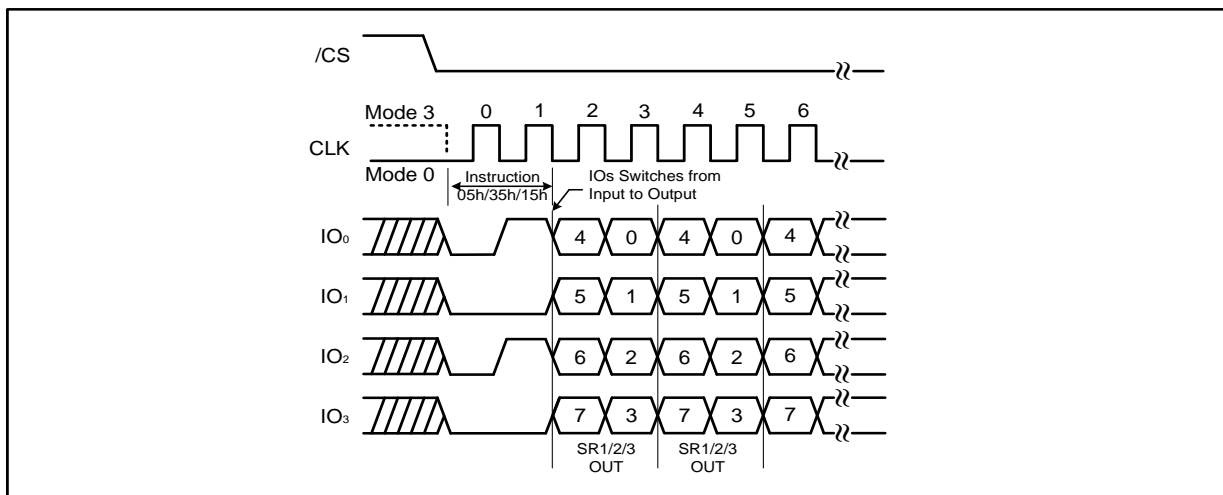 /CS
Mode 3 0 1 2 3 4 5 6
CLK
Mode 0
Instruction
05h/35h/15h
IOs Switches from
Input to Output
IO₀ 4 0 4 0 4
IO₁ 5 1 5 1 5
IO₂ 6 2 6 2 6
IO₃ 7 3 7 3 7
SR1/2/3
OUT
SR1/2/3
OUT